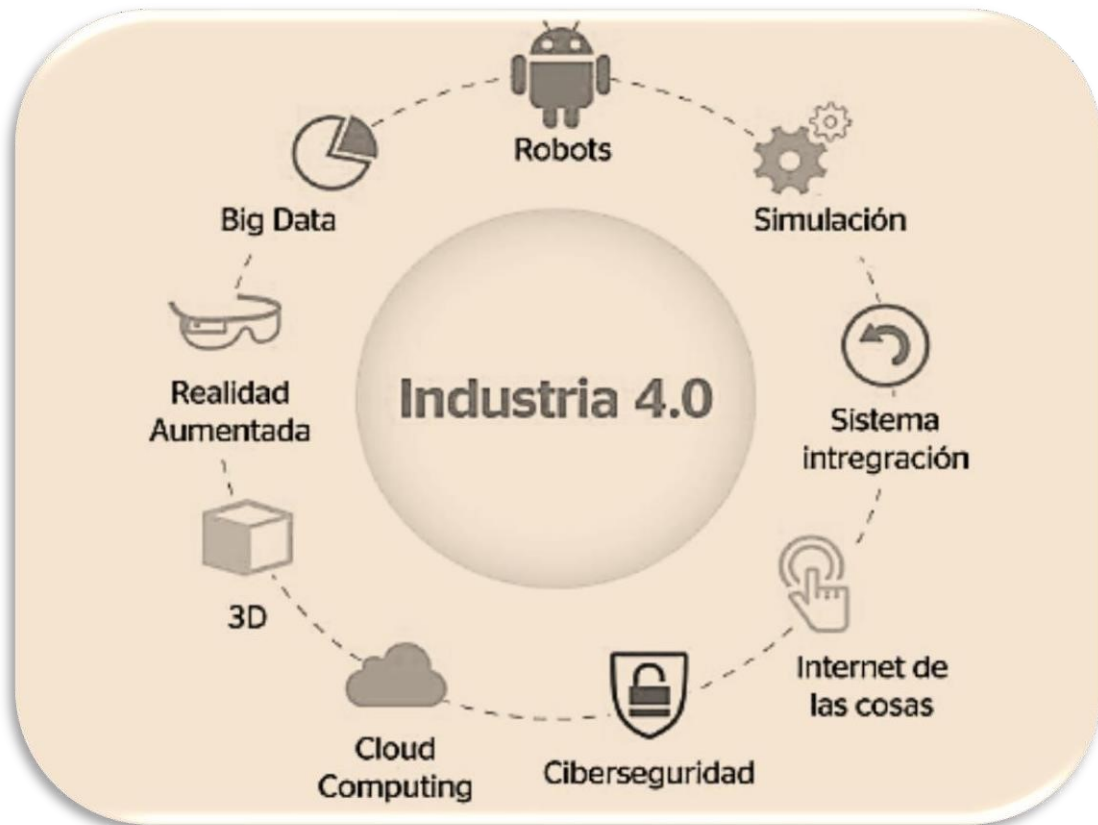 Robots
Big Data
Simulación
Realidad
Aumentada
Industria 4.0
Sistema
intregración
3D
Internet de
las cosas
Cloud
Computing
Ciberseguridad